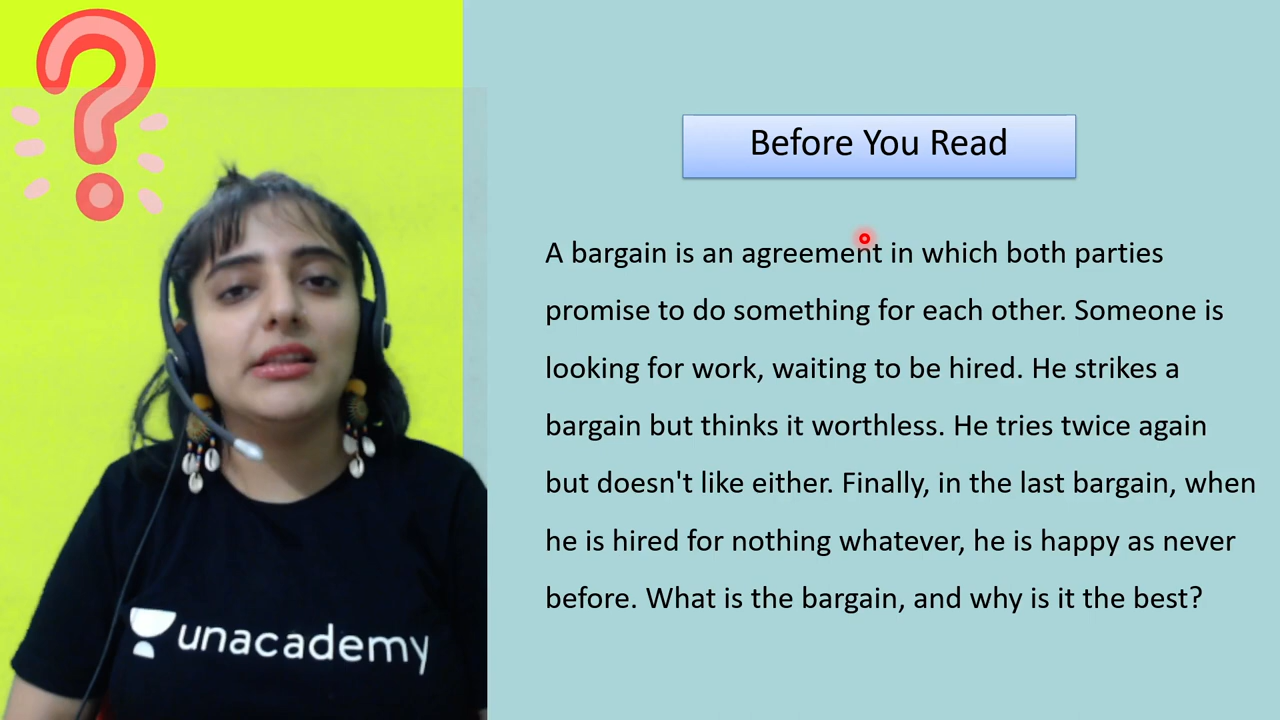 Before You Read
A bargain is an agreement in which both parties
promise to do something for each other. Someone is
looking for work, waiting to be hired. He strikes a
bargain but thinks it worthless. He tries twice again
but doesn't like either. Finally, in the last bargain, when
he is hired for nothing whatever, he is happy as never
before. What is the bargain, and why is it the best?
unacademy